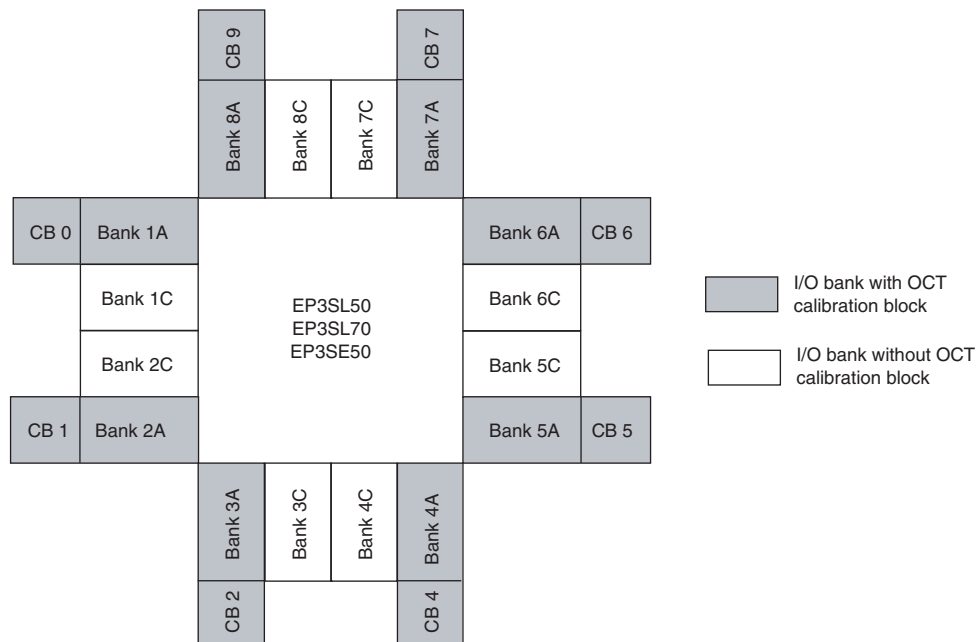 CB 9
CB 7
Bank 8A
Bank 8C
Bank 7C
Bank 7A
CB 0
Bank 1A
Bank 6A
CB 6
Bank 1C
Bank 6C
EP3SL50
EP3SL70
EP3SE50
I/O bank with OCT
calibration block
Bank 2C
Bank 5C
I/O bank without OCT
calibration block
CB 1
Bank 2A
Bank 5A
CB 5
Bank 3A
Bank 3C
Bank 4C
Bank 4A
CB 2
CB 4